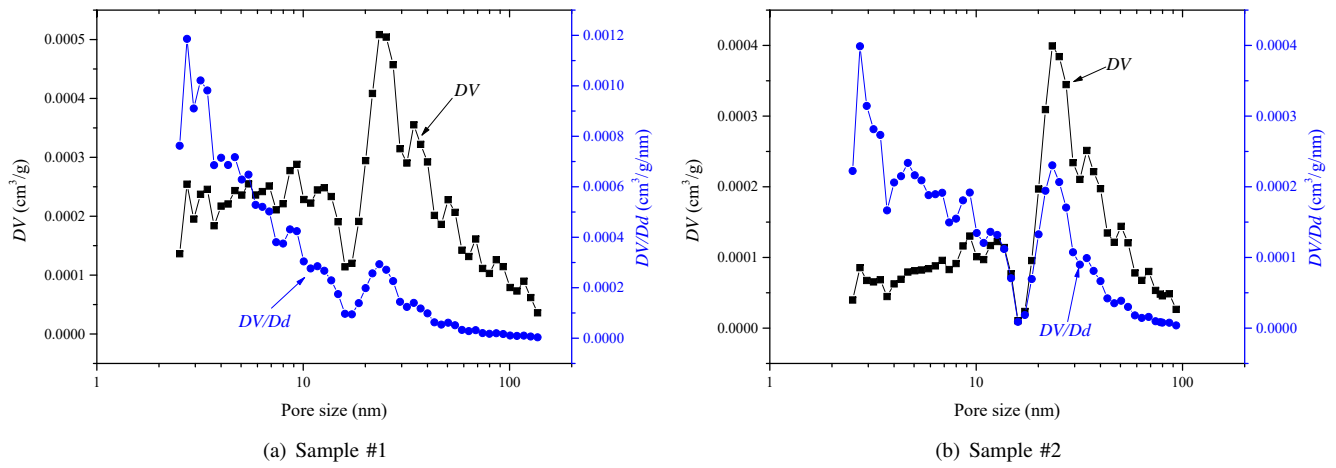 0.0005
0.0004
0.0003
0.0002
0.0001
0.0000
DV (cm³/g)
0.0012
0.0010
0.0008
0.0006
0.0004
0.0002
0.0000
DV/Dd (cm³/g/nm)
DV
DV/Dd
1
10
100
Pore size (nm)
(a) Sample #1
0.0004
0.0003
0.0002
0.0001
0.0000
DV (cm³/g)
0.0004
0.0003
0.0002
0.0001
0.0000
DV/Dd (cm³/g/nm)
DV
DV/Dd
1
10
100
Pore size (nm)
(b) Sample #2